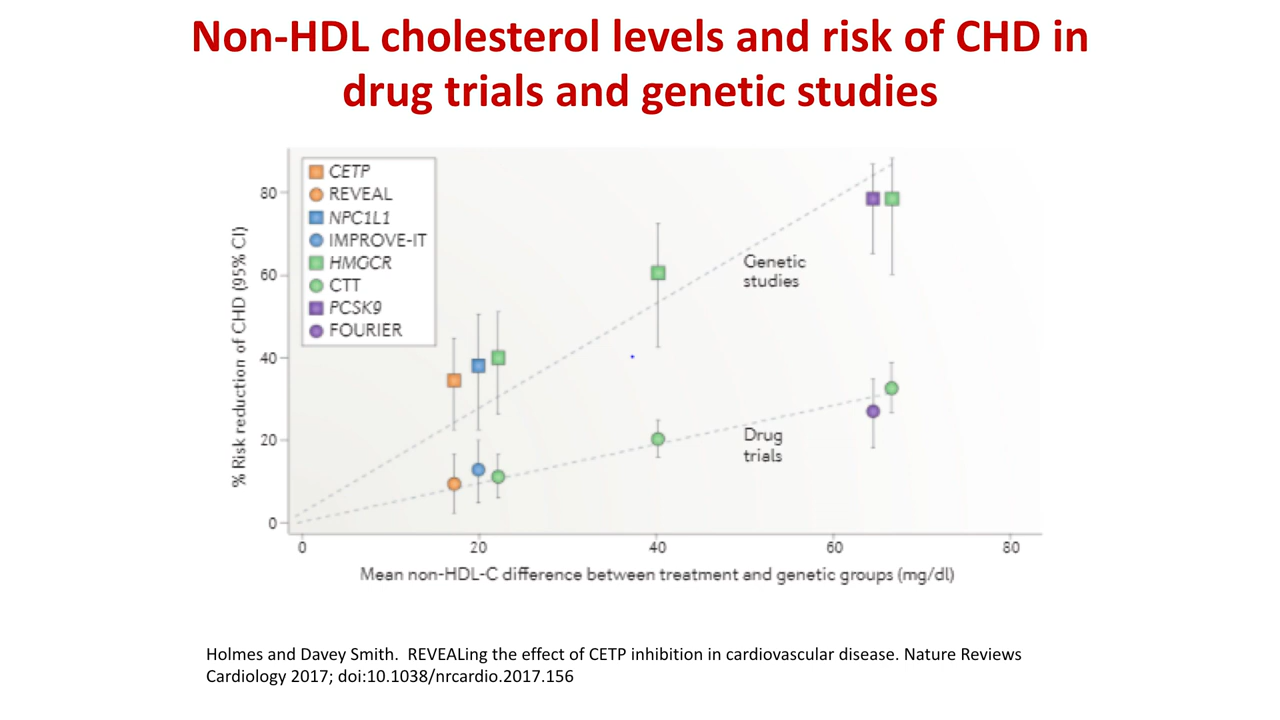 Non-HDL cholesterol levels and risk of CHD in
drug trials and genetic studies
CETP
REVEAL
NPC1L1
IMPROVE-IT
HMGCR
CTT
PCSK9
FOURIER
% Risk reduction of CHD (95% CI)
80
60
40
20
0
Genetic
studies
Drug
trials
0 20 40 60 80
Mean non-HDL-C difference between treatment and genetic groups (mg/dl)
Holmes and Davey Smith. REVEALing the effect of CETP inhibition in cardiovascular disease. Nature Reviews
Cardiology 2017; doi:10.1038/nrcardio.2017.156